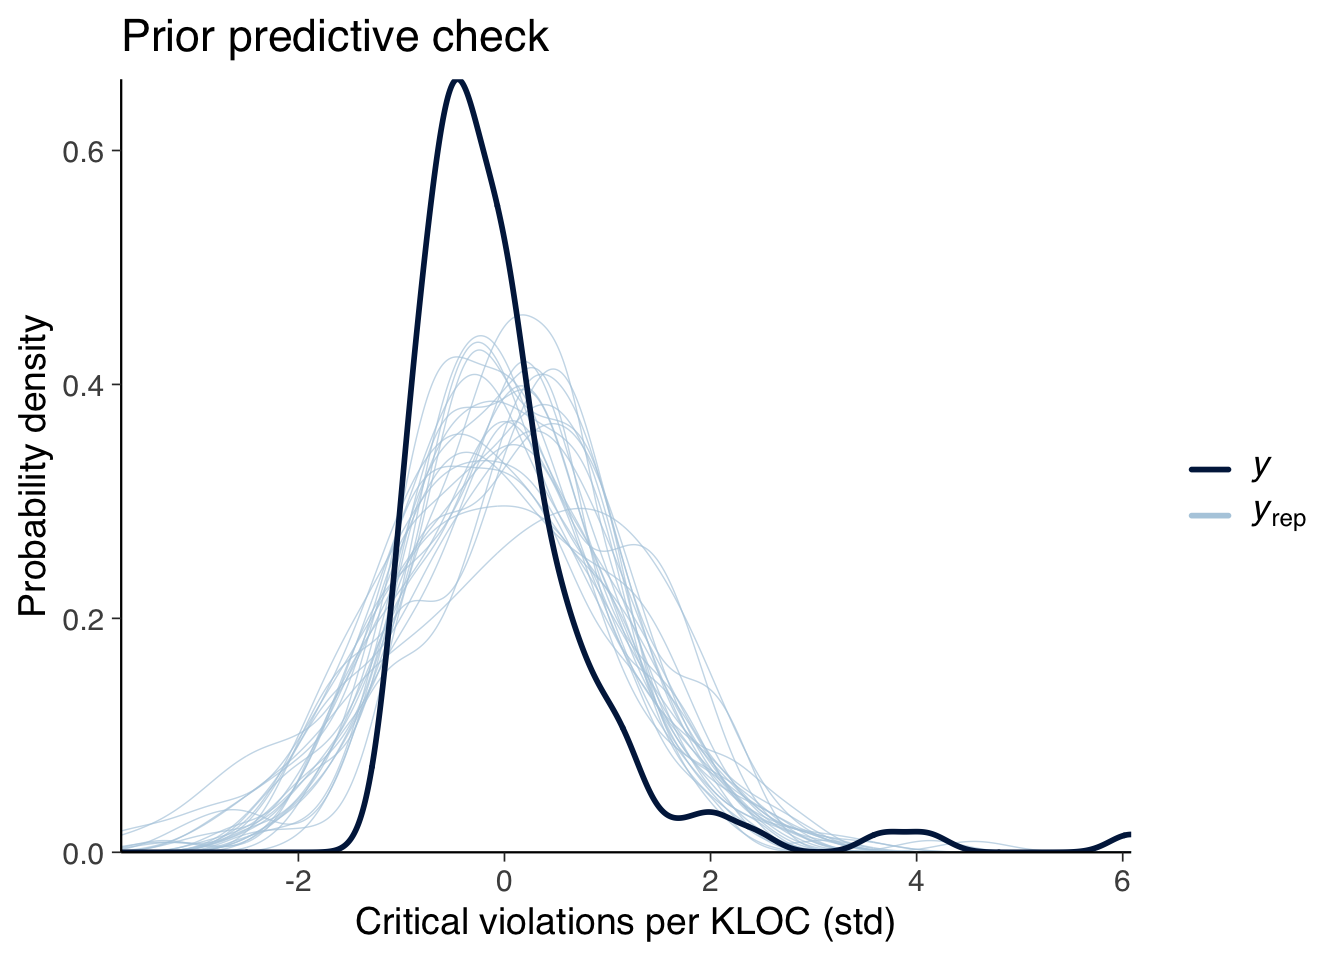 Prior predictive check
Probability density
0.6
0.4
0.2
0.0
-2 0 2 4 6
Critical violations per KLOC (std)
y
yrep